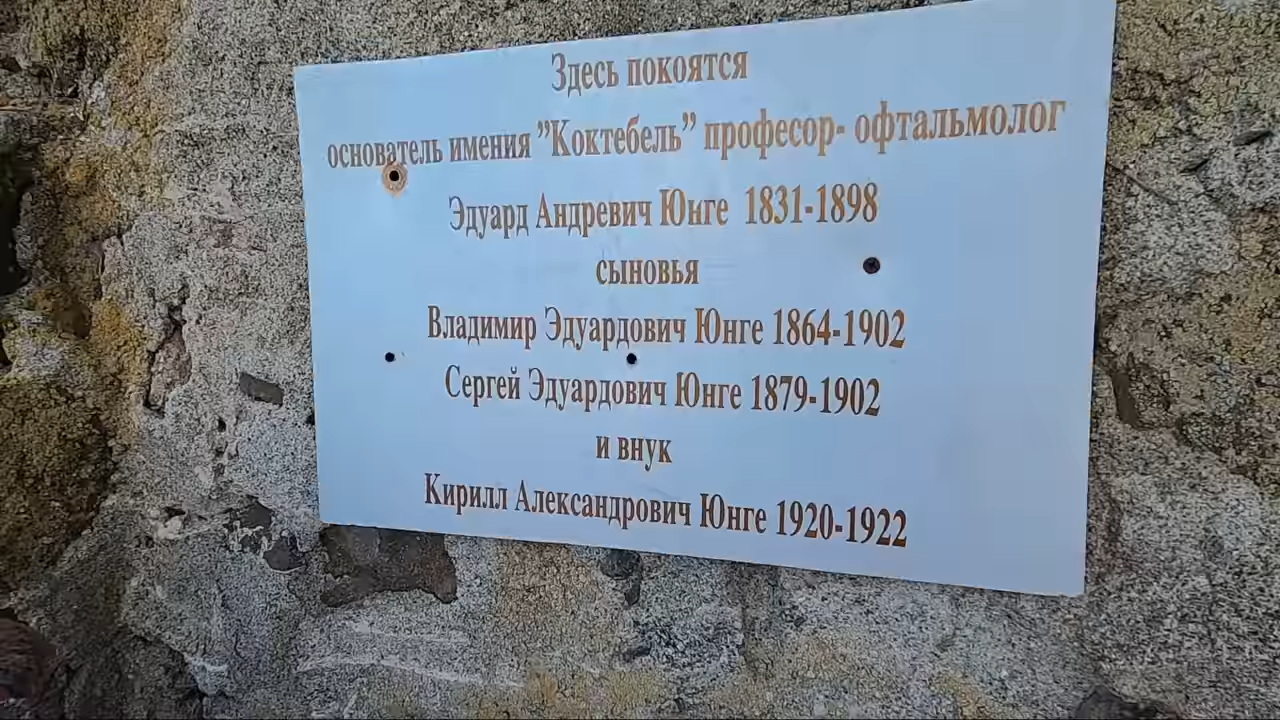 Здесь покоятся
основатель имения "Коктебель" професор- офтальмолог
Эдуард Андревич Юнге 1831-1898
сыновья
Владимир Эдуардович Юнге 1864-1902
Сергей Эдуардович Юнге 1879-1902
и внук
Кирилл Александрович Юнге 1920-1922